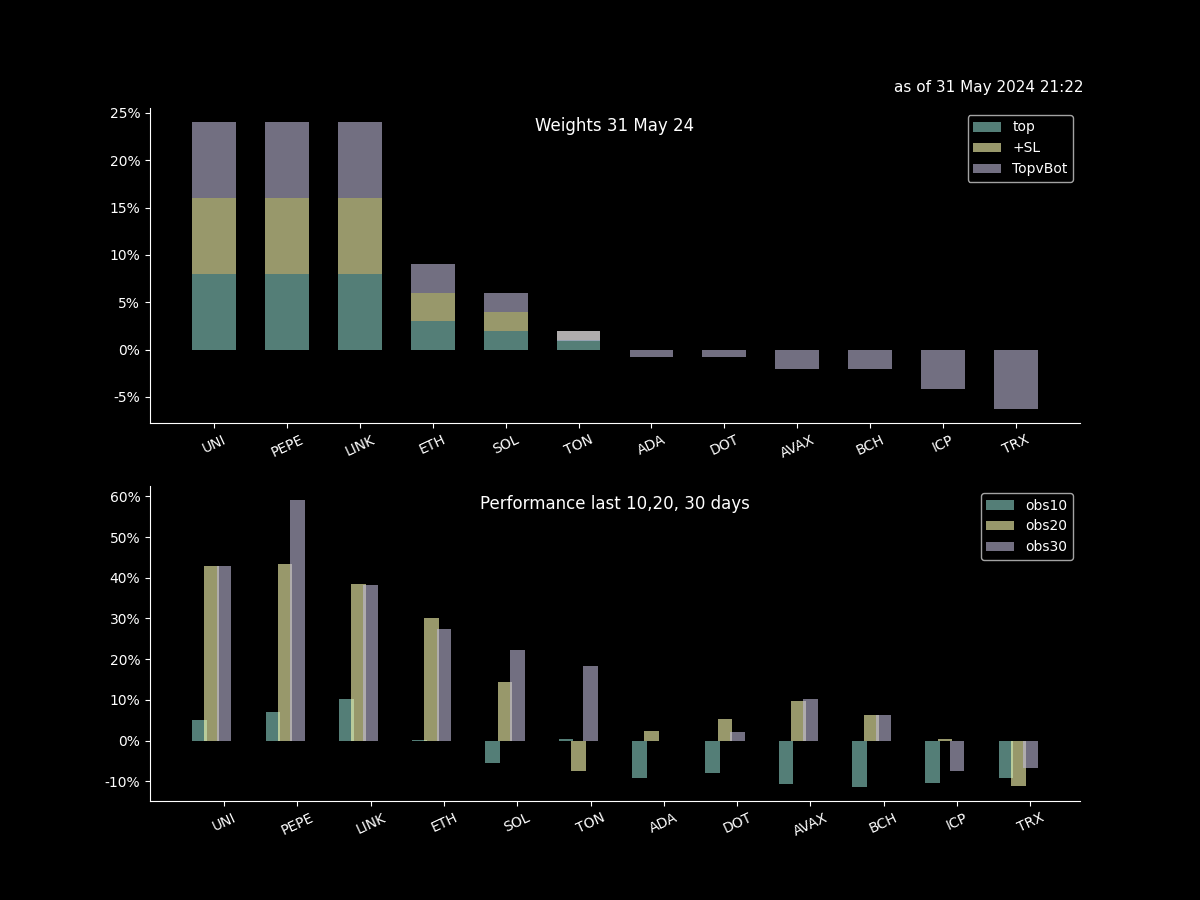 as of 31 May 2024 21:22
Weights 31 May 24
25%
20%
15%
10%
5%
0%
-5%
top
+SL
TopvBot
UNI PEPE LINK ETH SOL TON ADA DOT AVAX BCH ICP TRX
Performance last 10,20, 30 days
60%
50%
40%
30%
20%
10%
0%
-10%
obs10
obs20
obs30
UNI PEPE LINK ETH SOL TON ADA DOT AVAX BCH ICP TRX